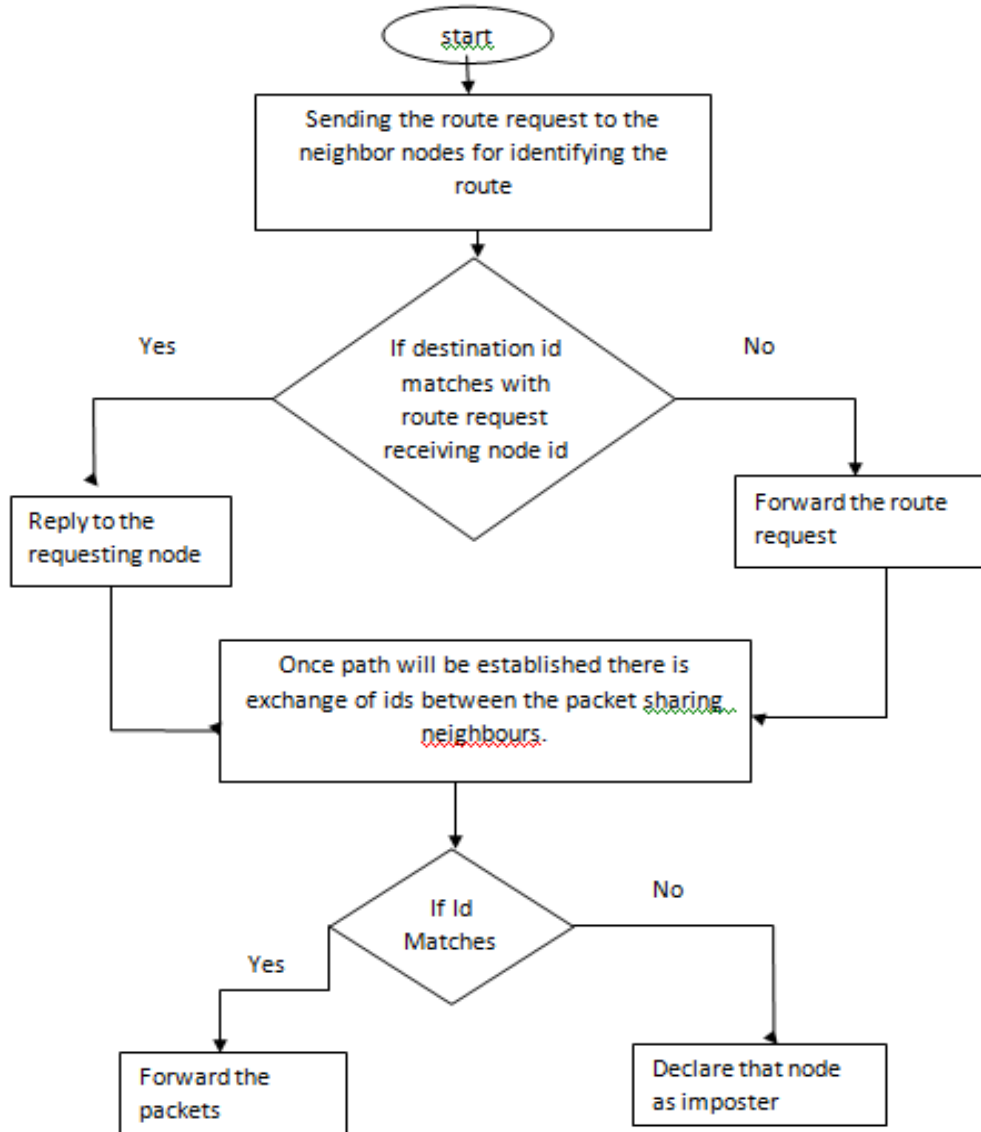 start
Sending the route request to the
neighbor nodes for identifying the
route
Yes
No
If destination id
matches with
route request
receiving node id
Reply to the
requesting node
Forward the route
request
Once path will be established there is
exchange of ids between the packet sharing
neighbours.
If Id
Matches
No
Yes
Forward the
packets
Declare that node
as imposter